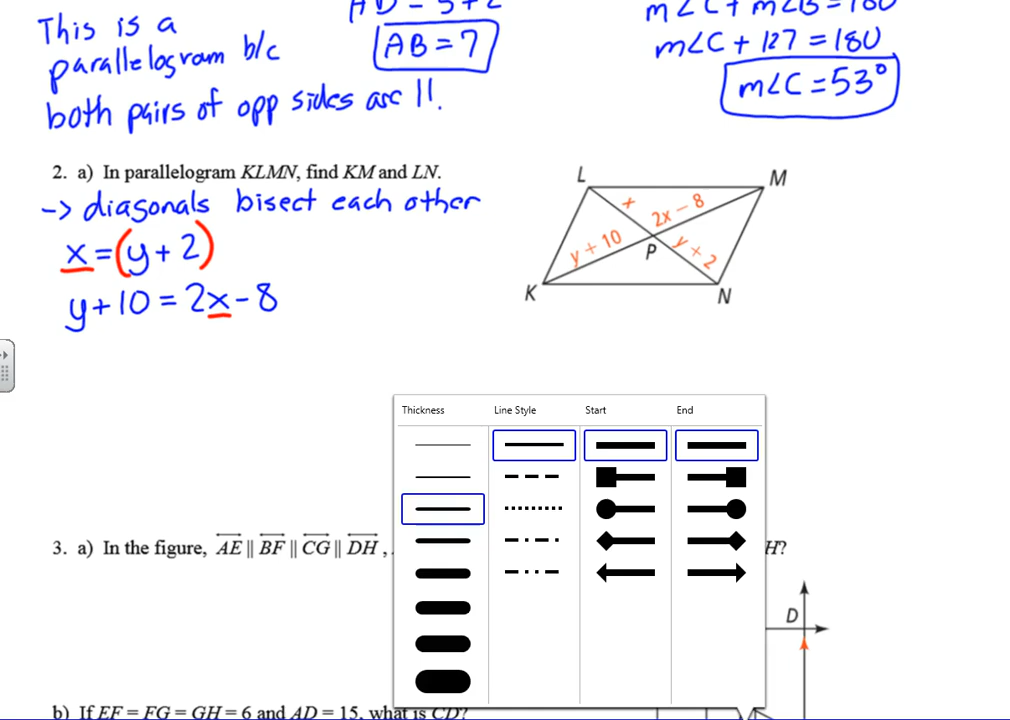 This is a
parallelogram b/c
both pairs of opp sides are ||.
AB = 7
m∠C + 127 = 180
m∠C = 53°
2. a) In parallelogram KLMN, find KM and LN.
-> diagonals bisect each other
x = (y + 2)
y + 10 = 2x - 8
L
M
x
2x − 8
y + 10
P
y + 2
K
N
Thickness
Line Style
Start
End
3. a) In the figure, AE || BF || CG || DH ,
H?
D
b) If EF = FG = GH = 6 and AD = 15, what is CD?